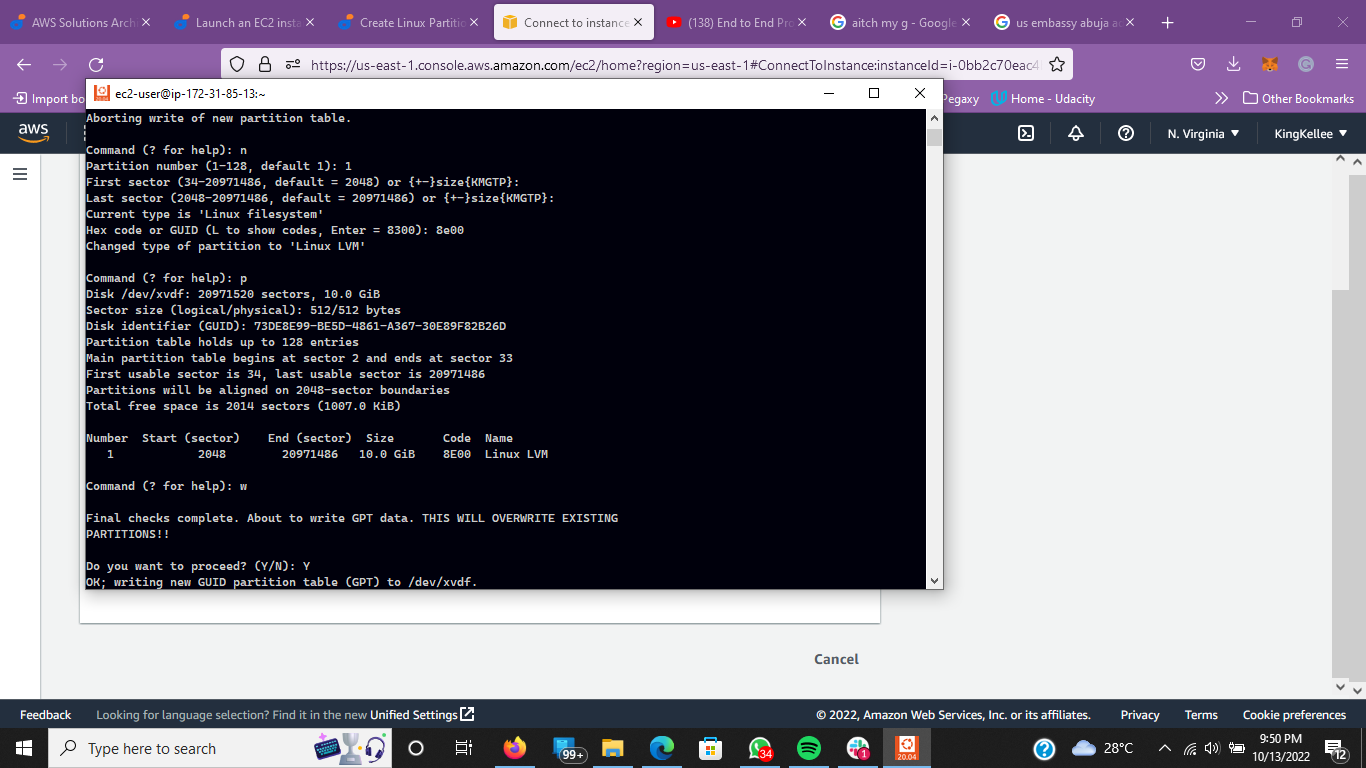 AWS Solutions Arch
Launch an EC2 insta
Create Linux Partitio
Connect to instance
(138) End to End Pro
aitch my g - Google
us embassy abuja a
https://us-east-1.console.aws.amazon.com/ec2/home?region=us-east-1#ConnectToInstance:instanceId=i-0bb2c70eac4
Import bo
Pegaxy
Home - Udacity
Other Bookmarks
ec2-user@ip-172-31-85-13:~
aws
N. Virginia
KingKellee
Aborting write of new partition table.
Command (? for help): n
Partition number (1-128, default 1): 1
First sector (34-20971486, default = 2048) or {+-}size{KMGTP}:
Last sector (2048-20971486, default = 20971486) or {+-}size{KMGTP}:
Current type is 'Linux filesystem'
Hex code or GUID (L to show codes, Enter = 8300): 8e00
Changed type of partition to 'Linux LVM'
Command (? for help): p
Disk /dev/xvdf: 20971520 sectors, 10.0 GiB
Sector size (logical/physical): 512/512 bytes
Disk identifier (GUID): 73DE8E99-BE5D-4861-A367-30E89F82B26D
Partition table holds up to 128 entries
Main partition table begins at sector 2 and ends at sector 33
First usable sector is 34, last usable sector is 20971486
Partitions will be aligned on 2048-sector boundaries
Total free space is 2014 sectors (1007.0 KiB)
Number  Start (sector)    End (sector)  Size       Code  Name
1            2048        20971486   10.0 GiB    8E00  Linux LVM
Command (? for help): w
Final checks complete. About to write GPT data. THIS WILL OVERWRITE EXISTING
PARTITIONS!!
Do you want to proceed? (Y/N): Y
OK; writing new GUID partition table (GPT) to /dev/xvdf.
Cancel
Feedback
Looking for language selection? Find it in the new Unified Settings
© 2022, Amazon Web Services, Inc. or its affiliates.
Privacy
Terms
Cookie preferences
Type here to search
99+
34
1
20.04
28°C
9:50 PM
10/13/2022
12